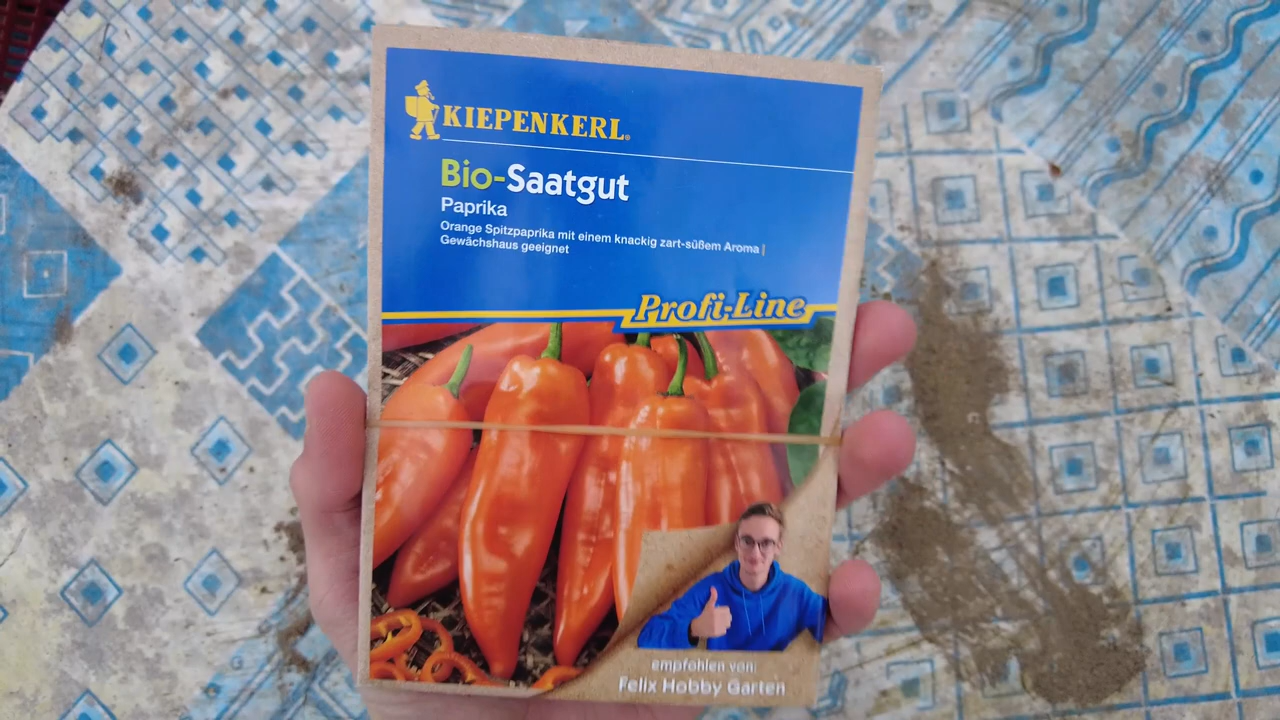 KIEPENKERL®
Bio-Saatgut
Paprika
Orange Spitzpaprika mit einem knackig zart-süßem Aroma |
Gewächshaus geeignet
Profi-Line
empfohlen von:
Felix Hobby Garten